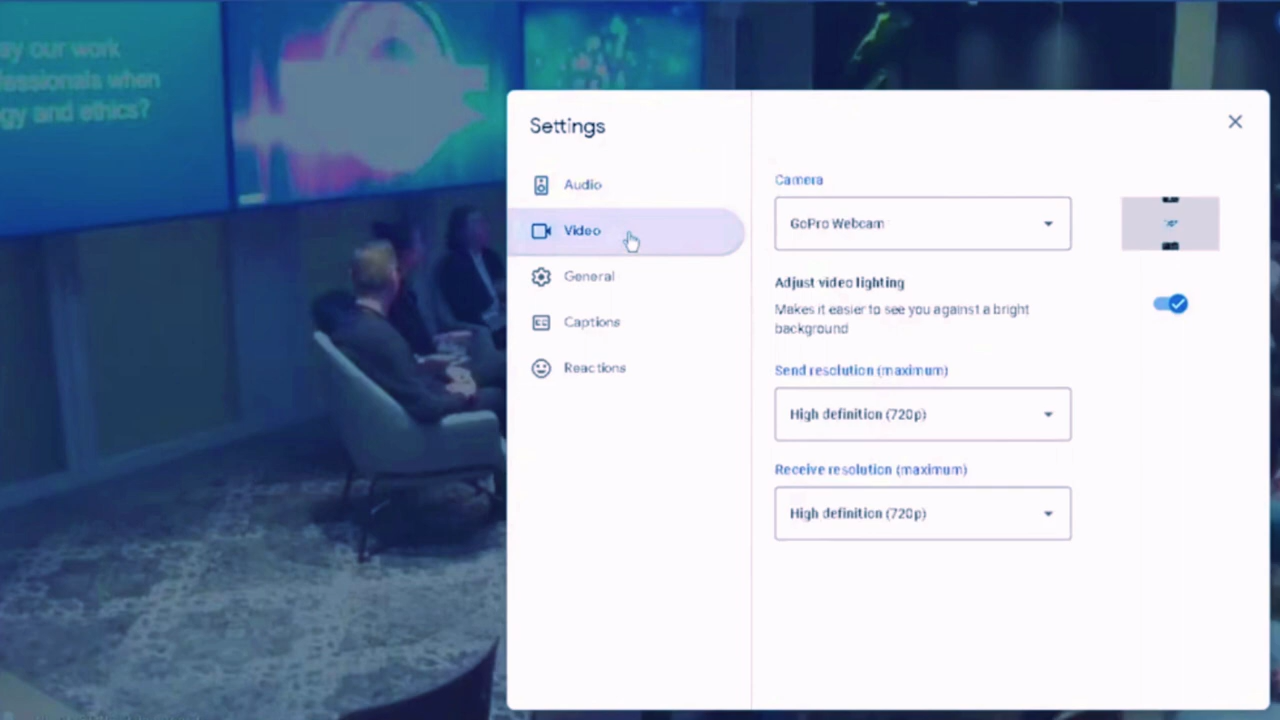 ay our work
essionals when
gy and ethics?
Settings
Audio
Video
General
Captions
Reactions
Camera
GoPro Webcam
Adjust video lighting
Makes it easier to see you against a bright
background
Send resolution (maximum)
High definition (720p)
Receive resolution (maximum)
High definition (720p)